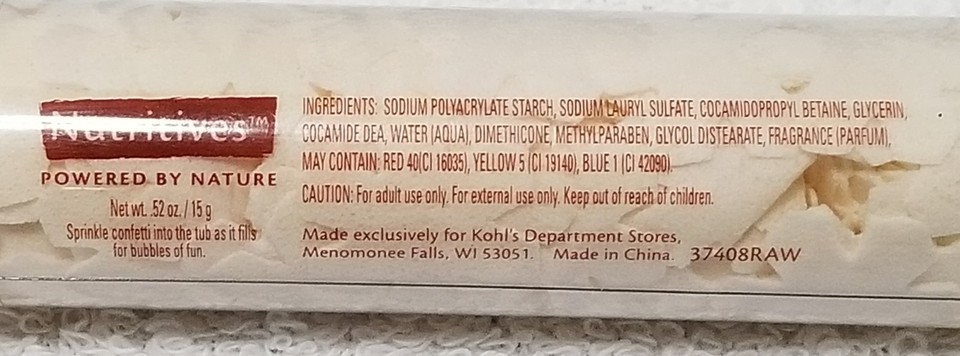 Nutritives™
POWERED BY NATURE
Net wt. .52 oz. / 15 g
Sprinkle confetti into the tub as it fills
for bubbles of fun.
INGREDIENTS: SODIUM POLYACRYLATE STARCH, SODIUM LAURYL SULFATE, COCAMIDOPROPYL BETAINE, GLYCERIN,
COCAMIDE DEA, WATER (AQUA), DIMETHICONE, METHYLPARABEN, GLYCOL DISTEARATE, FRAGRANCE (PARFUM),
MAY CONTAIN: RED 40(CI 16035), YELLOW 5 (CI 19140), BLUE 1 (CI 42090).
CAUTION: For adult use only. For external use only. Keep out of reach of children.
Made exclusively for Kohl's Department Stores,
Menomonee Falls, WI 53051. Made in China. 37408RAW